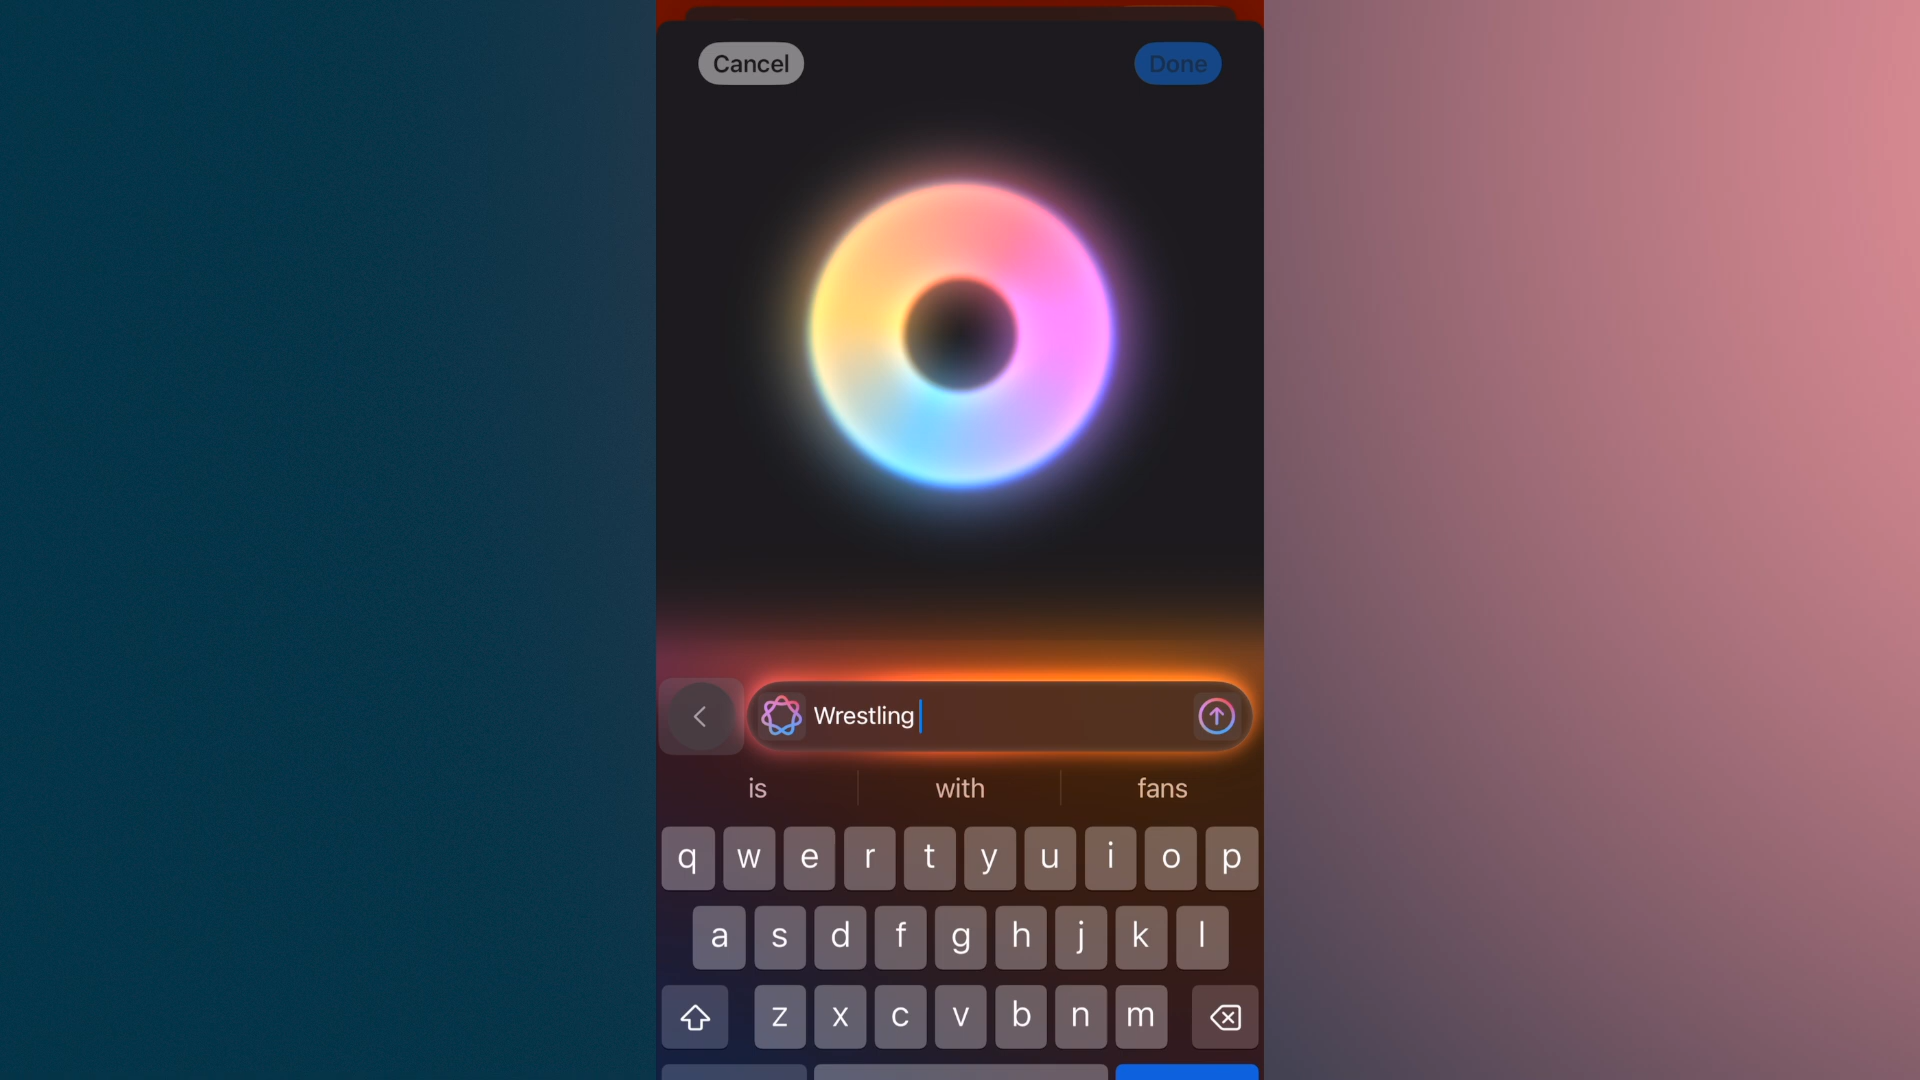 Cancel Done
Wrestling
is with fans
q w e r t y u i o p
a s d f g h j k l
z x c v b n m